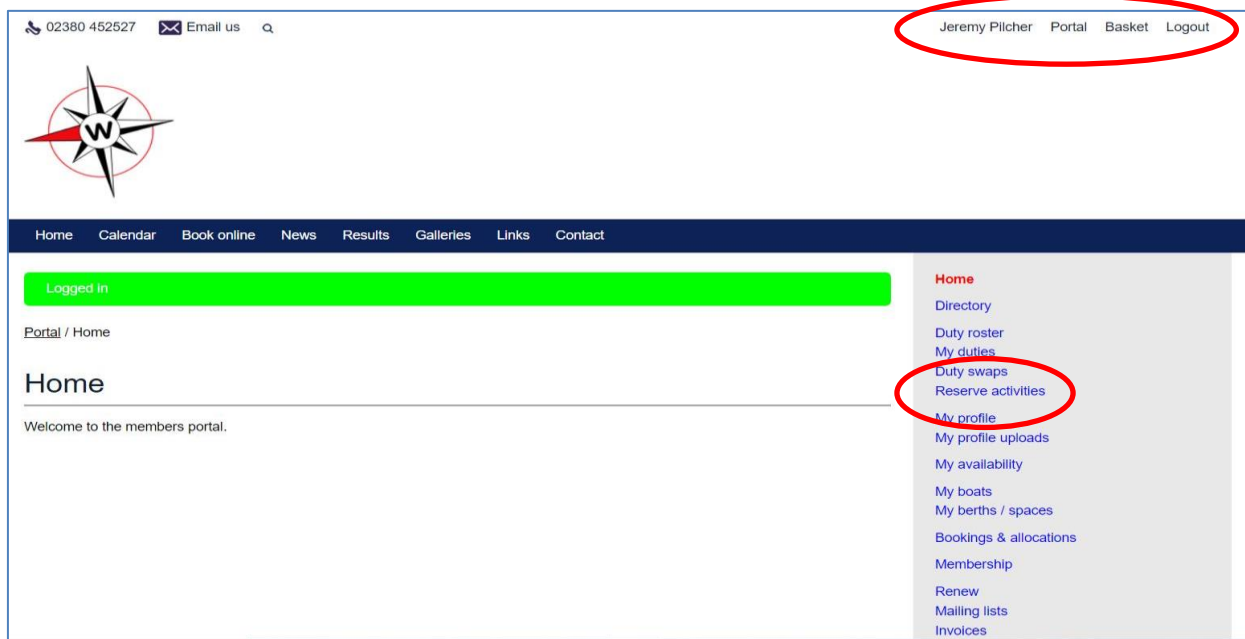 02380 452527 Email us
Jeremy Pilcher Portal Basket Logout
W
Home Calendar Book online News Results Galleries Links Contact
Logged in
Portal / Home
Home
Welcome to the members portal.
Home
Directory
Duty roster
My duties
Duty swaps
Reserve activities
My profile
My profile uploads
My availability
My boats
My berths / spaces
Bookings & allocations
Membership
Renew
Mailing lists
Invoices